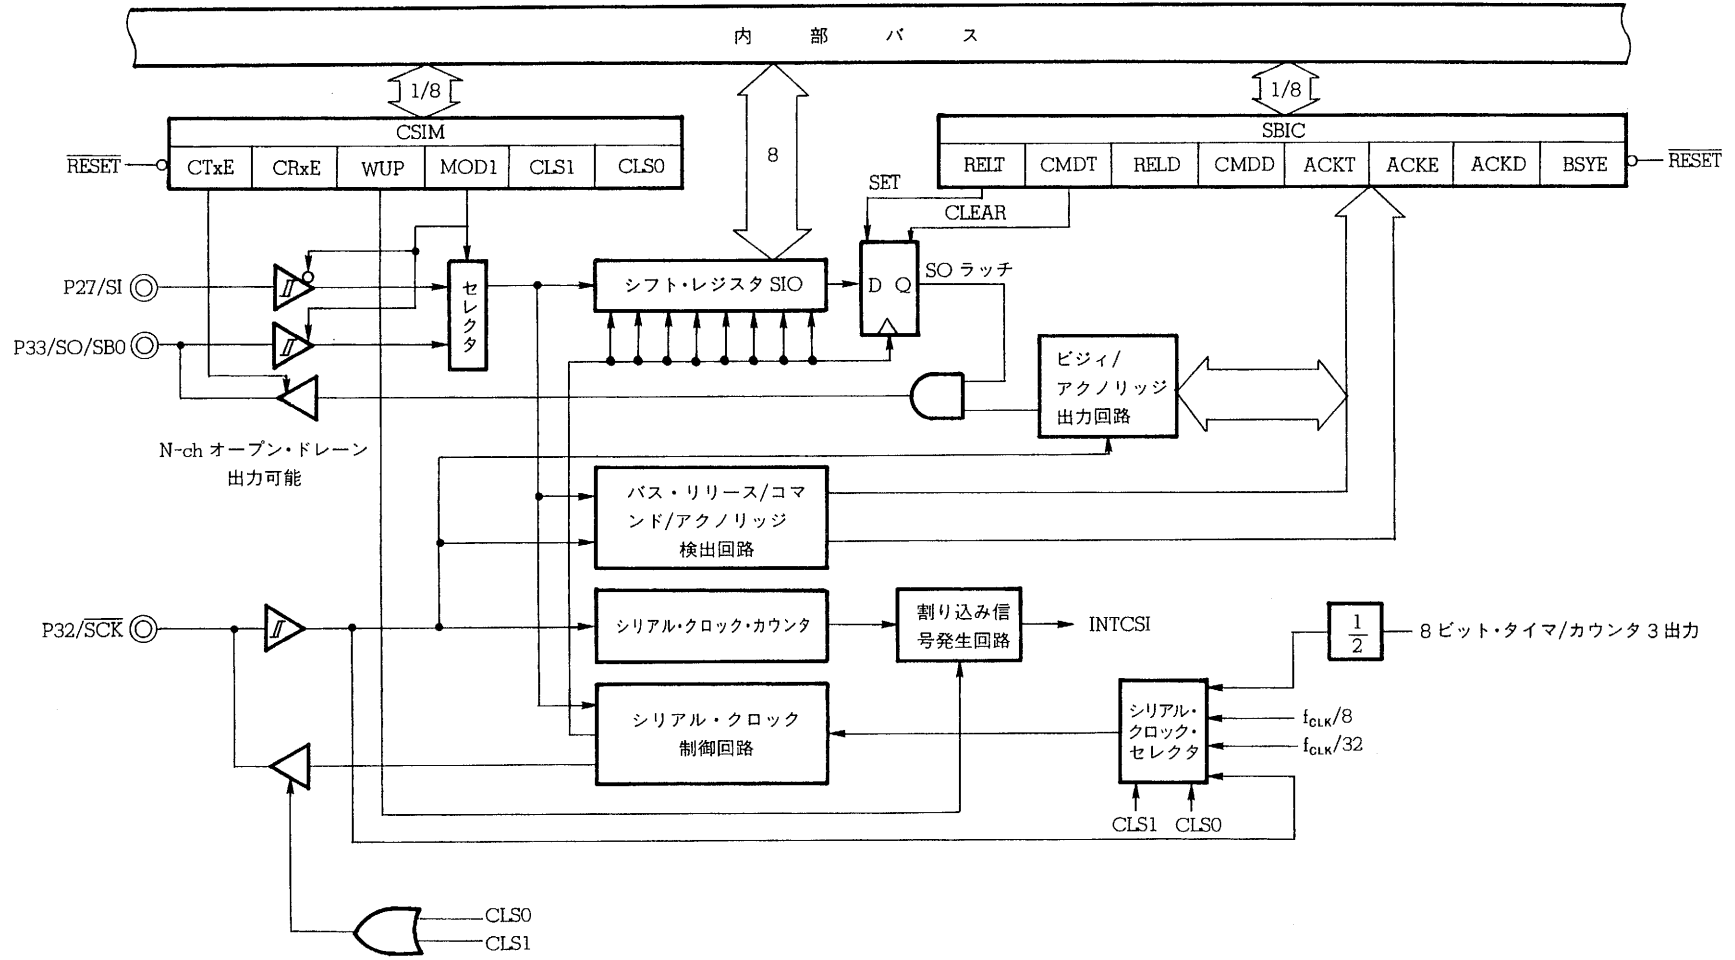 内部バス
1/8
8
1/8
CSIM
CTxE CRxE WUP MOD1 CLS1 CLS0
RESET
SBIC
RELT CMDT RELD CMDD ACKT ACKE ACKD BSYE
RESET
SET
CLEAR
P27/SI
P33/SO/SB0
セレクタ
シフト・レジスタ SIO
D Q
SO ラッチ
ビジィ/
アクノリッジ
出力回路
N-ch オープン・ドレーン
出力可能
バス・リリース/コマ
ンド/アクノリッジ
検出回路
P32/SCK
シリアル・クロック・カウンタ
割り込み信
号発生回路
INTCSI
1/2
8 ビット・タイマ/カウンタ 3 出力
シリアル・クロック
制御回路
シリアル・
クロック・
セレクタ
fCLK/8
fCLK/32
CLS1 CLS0
CLS0
CLS1